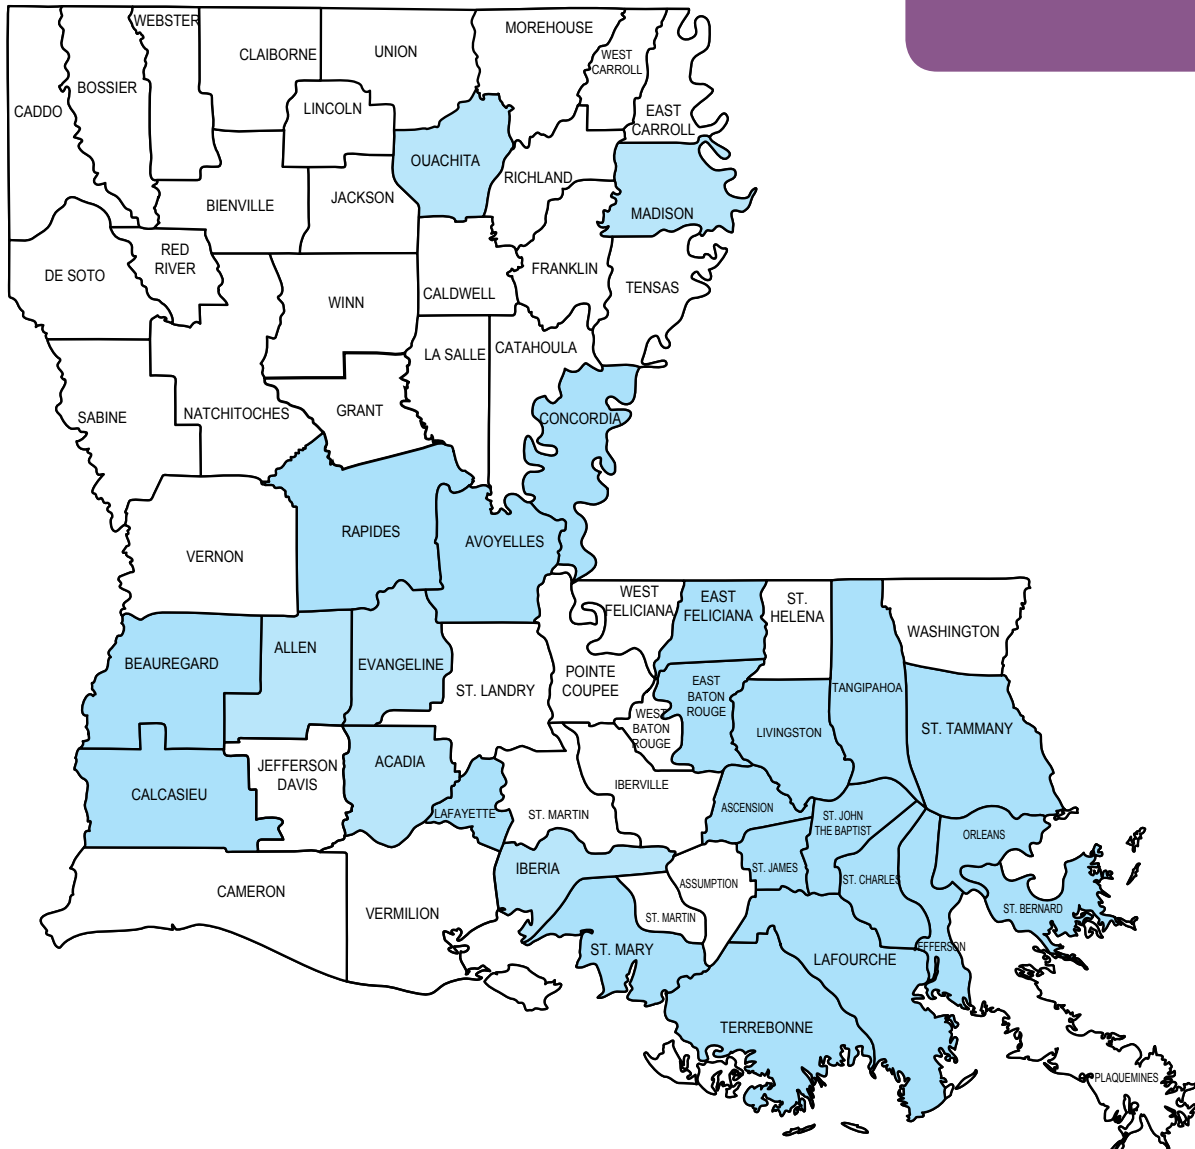 WEBSTER
MOREHOUSE
CLAIBORNE
UNION
WEST
CARROLL
BOSSIER
CADDO
LINCOLN
EAST
CARROLL
OUACHITA
RICHLAND
JACKSON
BIENVILLE
MADISON
RED
RIVER
DE SOTO
FRANKLIN
TENSAS
WINN
CALDWELL
LA SALLE
CATAHOULA
SABINE
NATCHITOCHES
GRANT
CONCORDIA
RAPIDES
AVOYELLES
VERNON
WEST
FELICIANA
EAST
FELICIANA
ST.
HELENA
WASHINGTON
BEAUREGARD
ALLEN
EVANGELINE
ST. LANDRY
POINTE
COUPEE
EAST
BATON
ROUGE
TANGIPAHOA
WEST
BATON
ROUGE
LIVINGSTON
ST. TAMMANY
JEFFERSON
DAVIS
ACADIA
CALCASIEU
IBERVILLE
LAFAYETTE
ST. MARTIN
ASCENSION
ST. JOHN
THE BAPTIST
ORLEANS
IBERIA
ASSUMPTION
ST. JAMES
ST. CHARLES
CAMERON
VERMILION
ST. MARTIN
ST. BERNARD
ST. MARY
LAFOURCHE
JEFFERSON
TERREBONNE
PLAQUEMINES